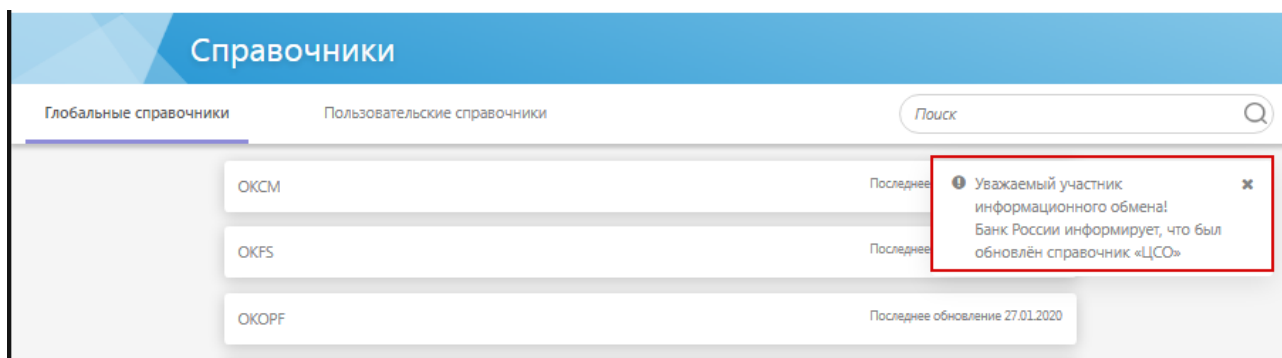 Справочники
Глобальные справочники
Пользовательские справочники
Поиск
ОКСМ
Последнее
Уважаемый участник
информационного обмена!
Банк России информирует, что был
обновлён справочник «ЦСО»
OKFS
Последнее
OKOPF
Последнее обновление 27.01.2020